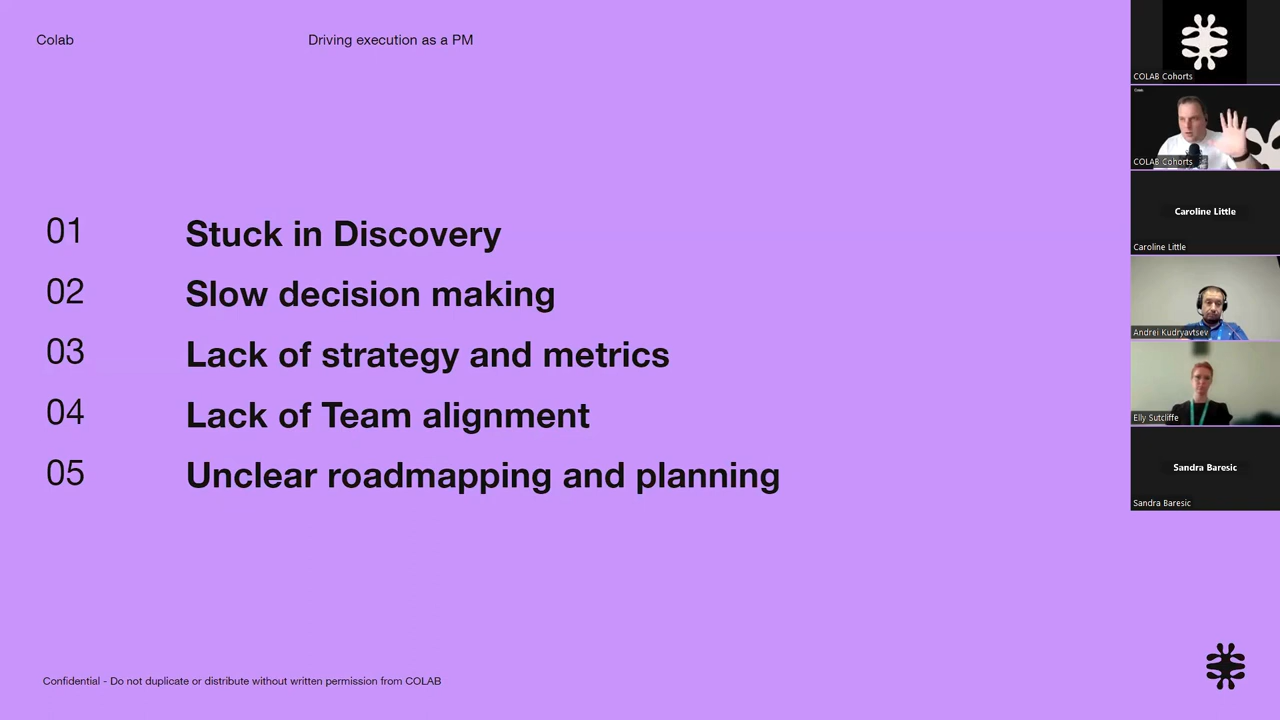 Colab
Driving execution as a PM
01 Stuck in Discovery
02 Slow decision making
03 Lack of strategy and metrics
04 Lack of Team alignment
05 Unclear roadmapping and planning
Confidential - Do not duplicate or distribute without written permission from COLAB
COLAB Cohorts
COLAB Cohorts
Caroline Little
Caroline Little
Andrei Kudryavtsev
Elly Sutcliffe
Sandra Baresic
Sandra Baresic